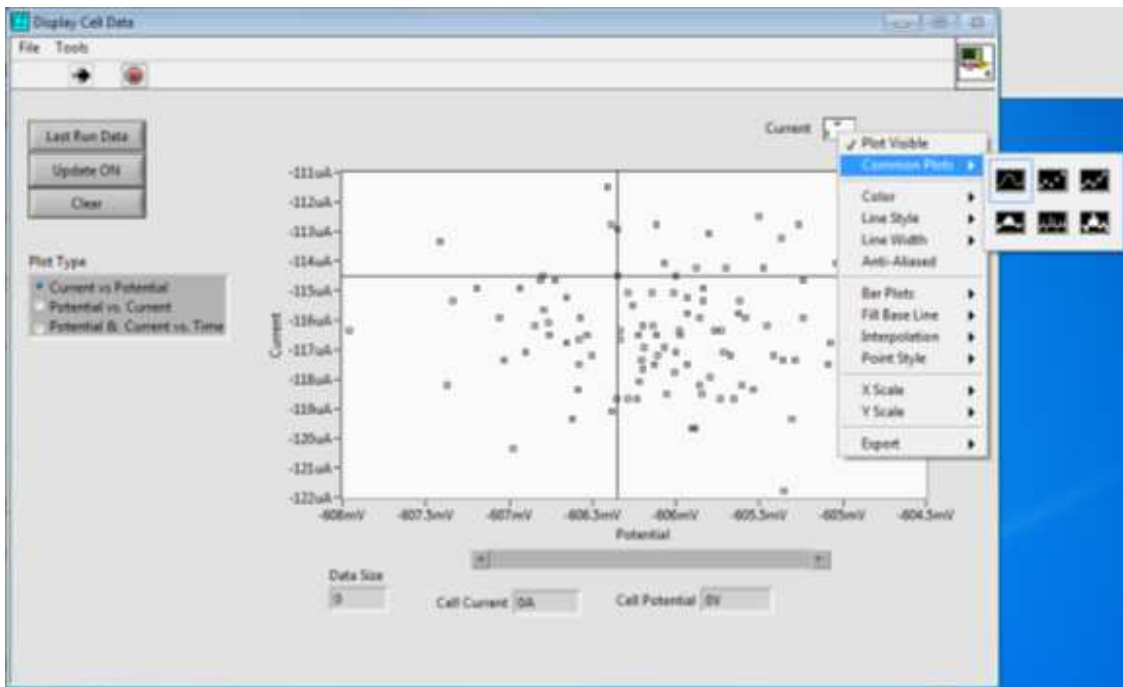 Display Cell Data
File Tools
Last Run Data
Update ON
Clear
Plot Type
Current vs Potential
Potential vs. Current
Potential & Current vs. Time
Current
Plot Visible
Common Plots
Color
Line Style
Line Width
Anti-Aliased
Bar Plots
Fill Base Line
Interpolation
Point Style
X Scale
Y Scale
Export
-111uA
-112uA
-113uA
-114uA
-115uA
-116uA
-117uA
-118uA
-119uA
-120uA
-121uA
-122uA
Current
-608mV -607.5mV -607mV -606.5mV -606mV -605.5mV -605mV -604.5mV
Potential
Data Size
0
Cell Current 0A
Cell Potential 0V